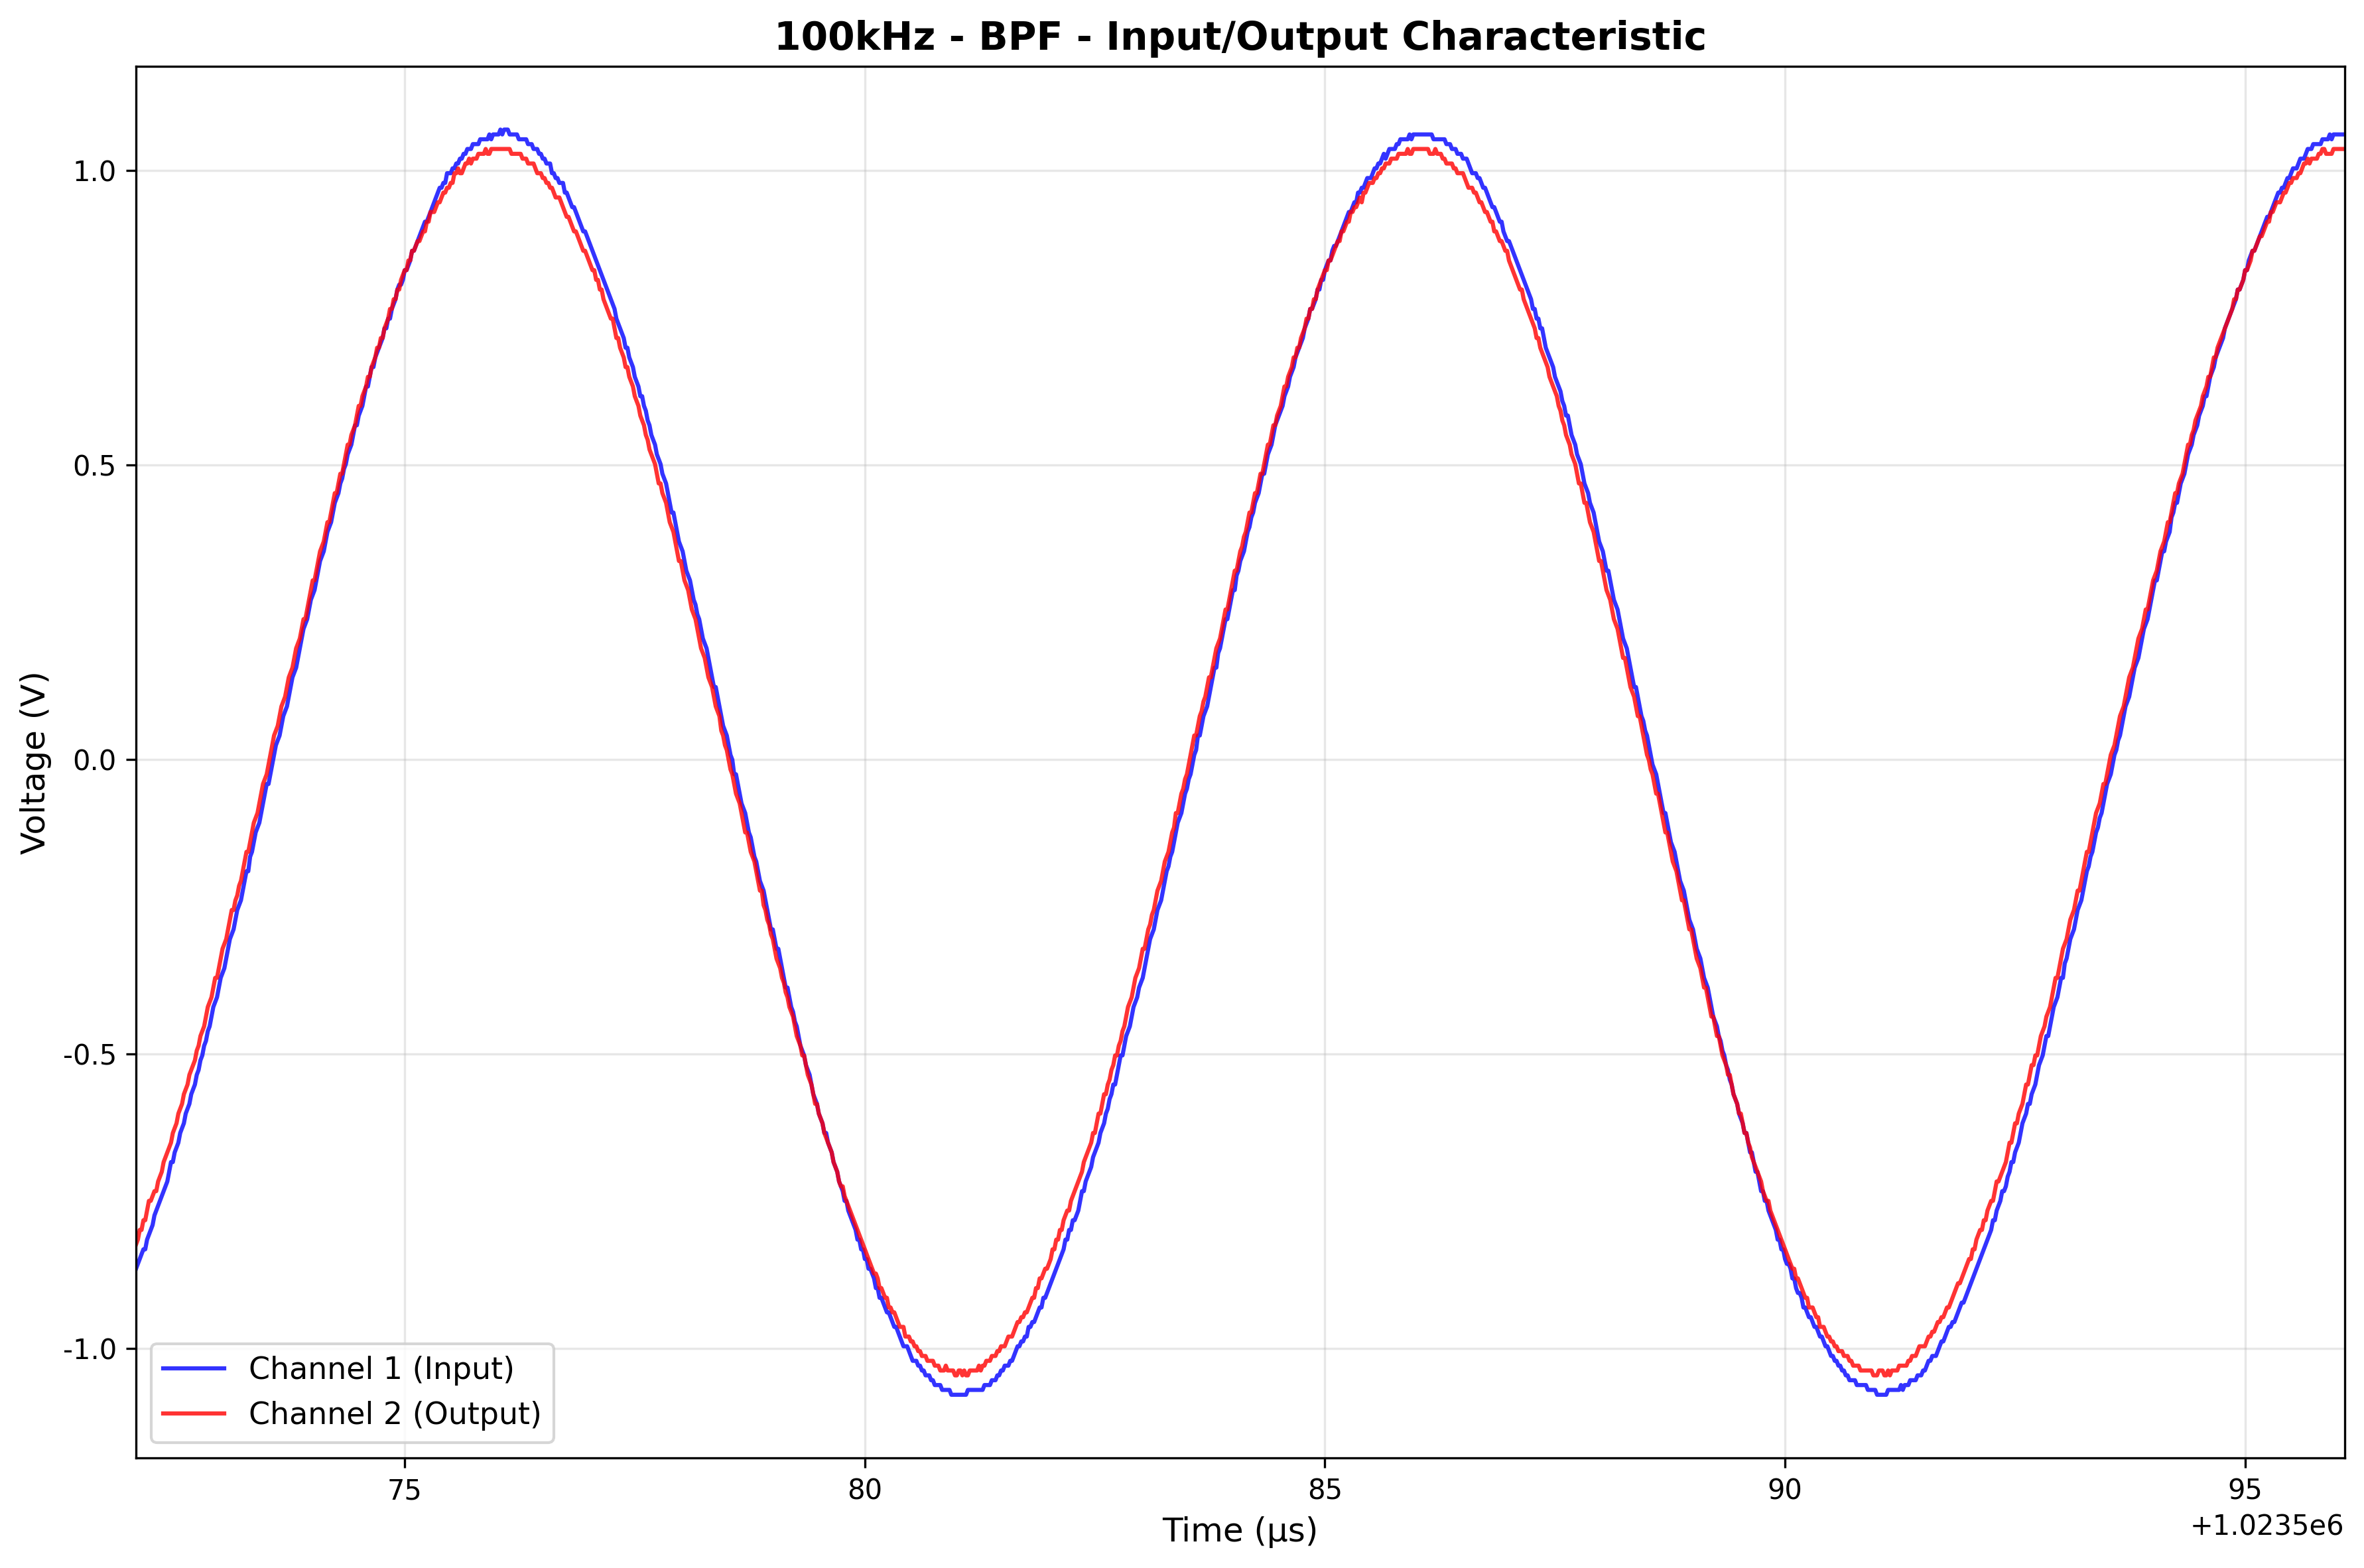 100kHz - BPF - Input/Output Characteristic
Voltage (V)
1.0
0.5
0.0
-0.5
-1.0
Channel 1 (Input)
Channel 2 (Output)
75
80
85
90
95
Time (µs)
+1.0235e6